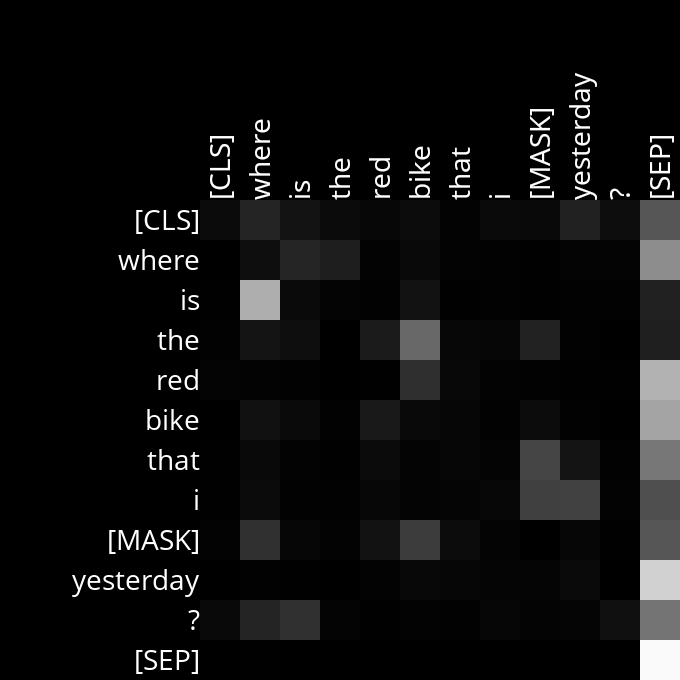 [CLS] where is the red bike that i [MASK] yesterday ? [SEP]
[CLS]
where
is
the
red
bike
that
i
[MASK]
yesterday
?
[SEP]